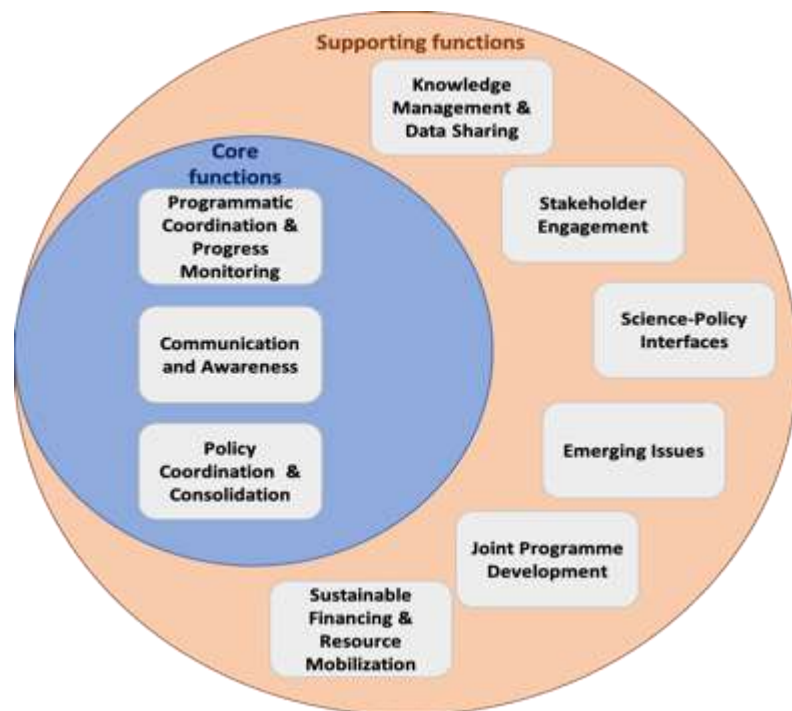 Supporting functions
Knowledge
Management &
Data Sharing
Core
functions
Programmatic
Coordination &
Progress
Monitoring
Stakeholder
Engagement
Science-Policy
Interfaces
Communication
and Awareness
Policy
Coordination &
Consolidation
Emerging Issues
Joint Programme
Development
Sustainable
Financing &
Resource
Mobilization